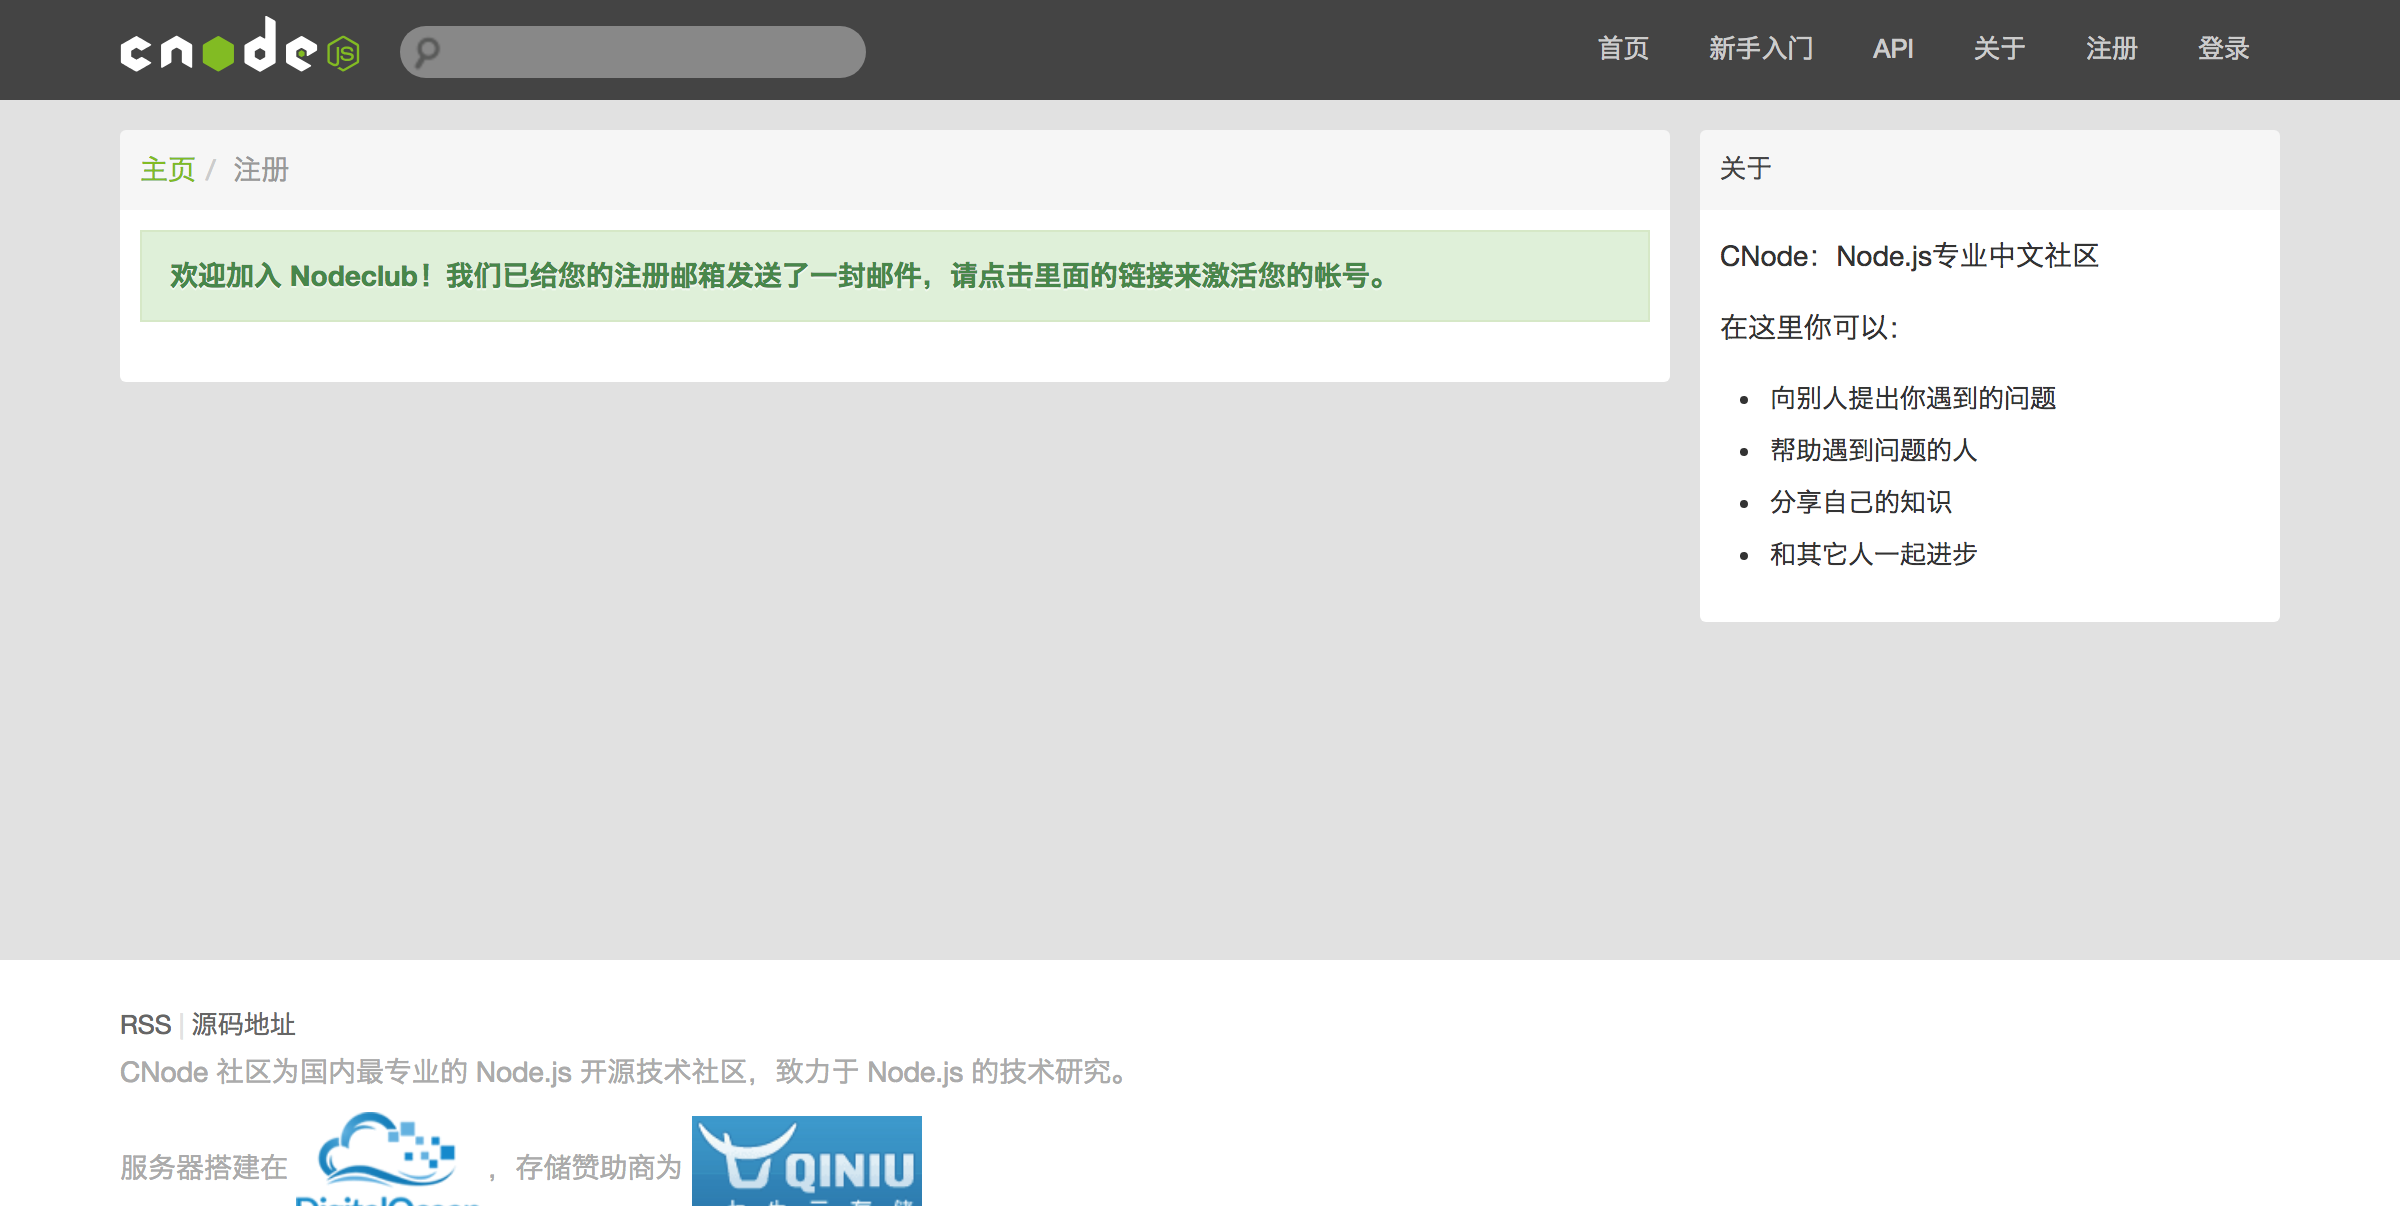 cnode JS
首页 新手入门 API 关于 注册 登录
主页 / 注册
欢迎加入 Nodeclub！我们已给您的注册邮箱发送了一封邮件，请点击里面的链接来激活您的帐号。
关于
CNode：Node.js专业中文社区
在这里你可以：
向别人提出你遇到的问题
帮助遇到问题的人
分享自己的知识
和其它人一起进步
RSS | 源码地址
CNode 社区为国内最专业的 Node.js 开源技术社区，致力于 Node.js 的技术研究。
服务器搭建在 DigitalOcean ，存储赞助商为 QINIU